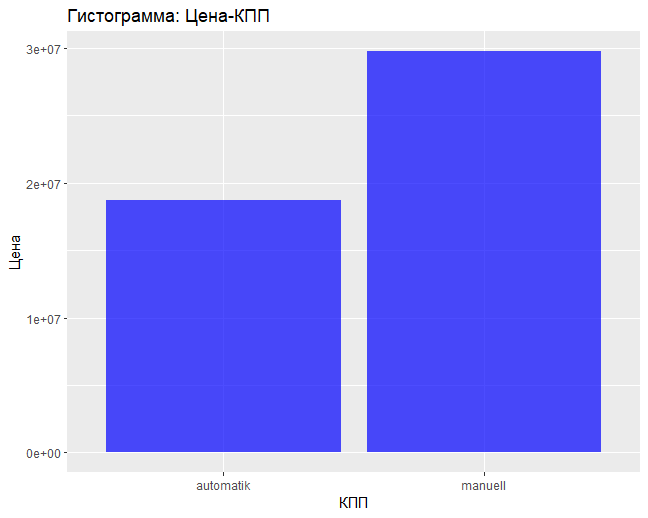 Гистограмма: Цена-КПП
3e+07
2e+07
1e+07
0e+00
Цена
automatik manuell
КПП